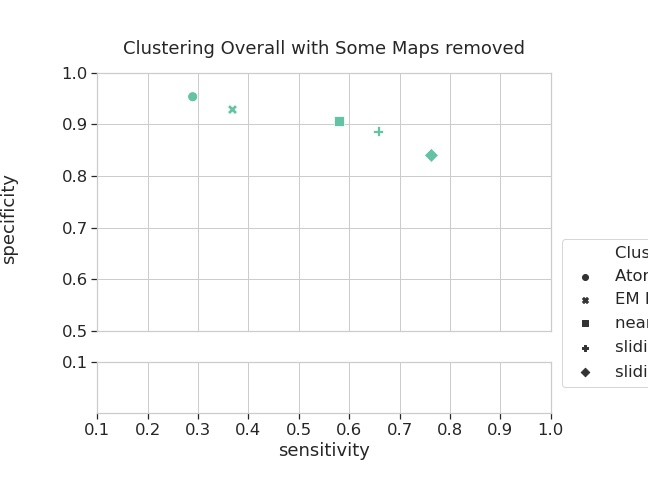 Clustering Overall with Some Maps removed
specificity
1.0
0.9
0.8
0.7
0.6
0.5
0.1
0.1 0.2 0.3 0.4 0.5 0.6 0.7 0.8 0.9 1.0
sensitivity
Clus
Ator
EM
near
slidi
slidi